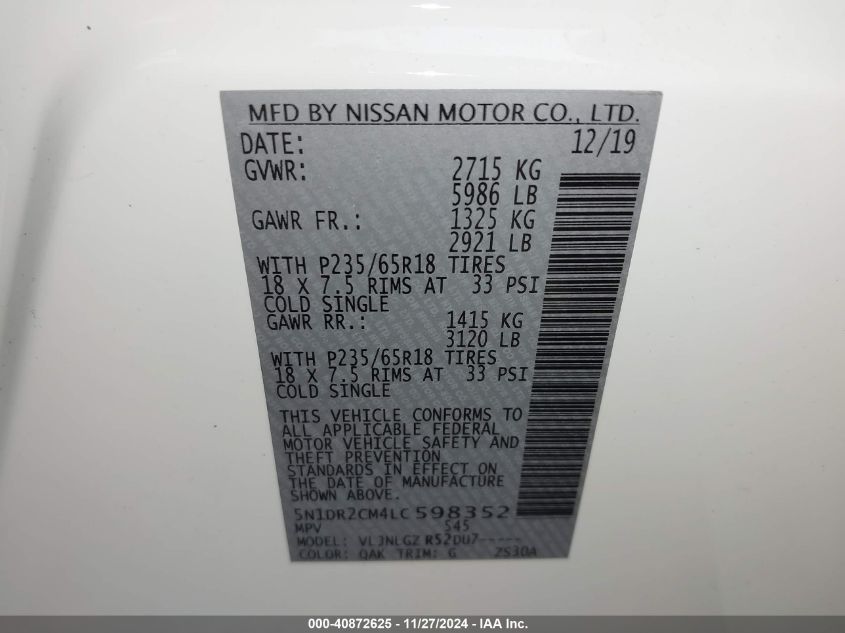 MFD BY NISSAN MOTOR CO., LTD.
DATE: 12/19
GVWR: 2715 KG
5986 LB
GAWR FR.: 1325 KG
2921 LB
WITH P235/65R18 TIRES
18 X 7.5 RIMS AT 33 PSI
COLD SINGLE
GAWR RR.: 1415 KG
3120 LB
WITH P235/65R18 TIRES
18 X 7.5 RIMS AT 33 PSI
COLD SINGLE
THIS VEHICLE CONFORMS TO
ALL APPLICABLE FEDERAL
MOTOR VEHICLE SAFETY AND
THEFT PREVENTION
STANDARDS IN EFFECT ON
THE DATE OF MANUFACTURE
SHOWN ABOVE.
5N1DR2CM4LC598352
MPV 545
MODEL: VL3NLGZ R52DU7-----
COLOR: QAK TRIM: G ZS30A
000-40872625 - 11/27/2024 - IAA Inc.